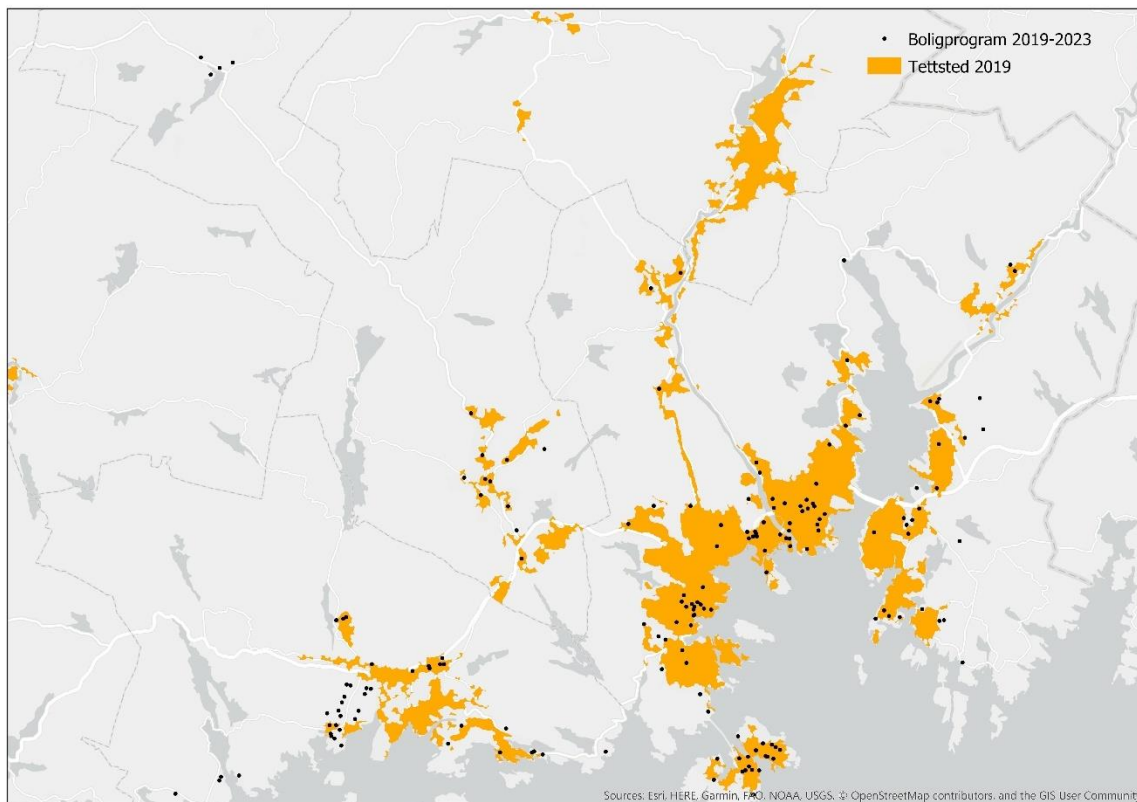 Boligprogram 2019-2023
Tettsted 2019
Sources: Esri, HERE, Garmin, FAO, NOAA, USGS, © OpenStreetMap contributors, and the GIS User Communit